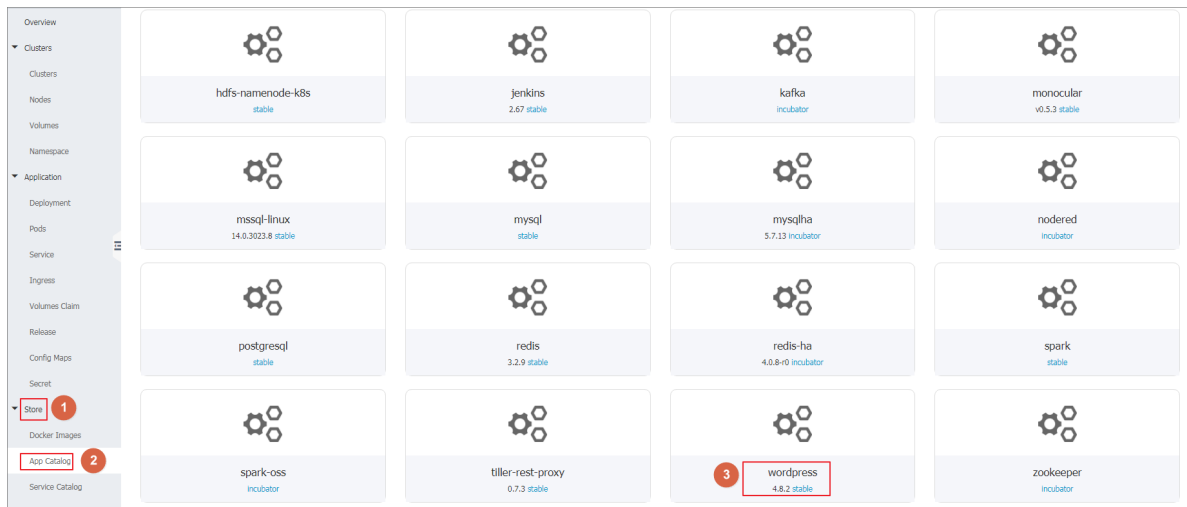 Overview
Clusters
Clusters
Nodes
Volumes
Namespace
Application
Deployment
Pods
Service
Ingress
Volumes Claim
Release
Config Maps
Secret
Store 1
Docker Images
App Catalog 2
Service Catalog
hdfs-namenode-k8s
stable
jenkins
2.67 stable
kafka
incubator
monocular
v0.5.3 stable
mssql-linux
14.0.3023.8 stable
mysql
stable
mysqlha
5.7.13 incubator
nodered
incubator
postgresql
stable
redis
3.2.9 stable
redis-ha
4.0.8-r0 incubator
spark
stable
spark-oss
incubator
tiller-rest-proxy
0.7.3 stable
3 wordpress
4.8.2 stable
zookeeper
incubator